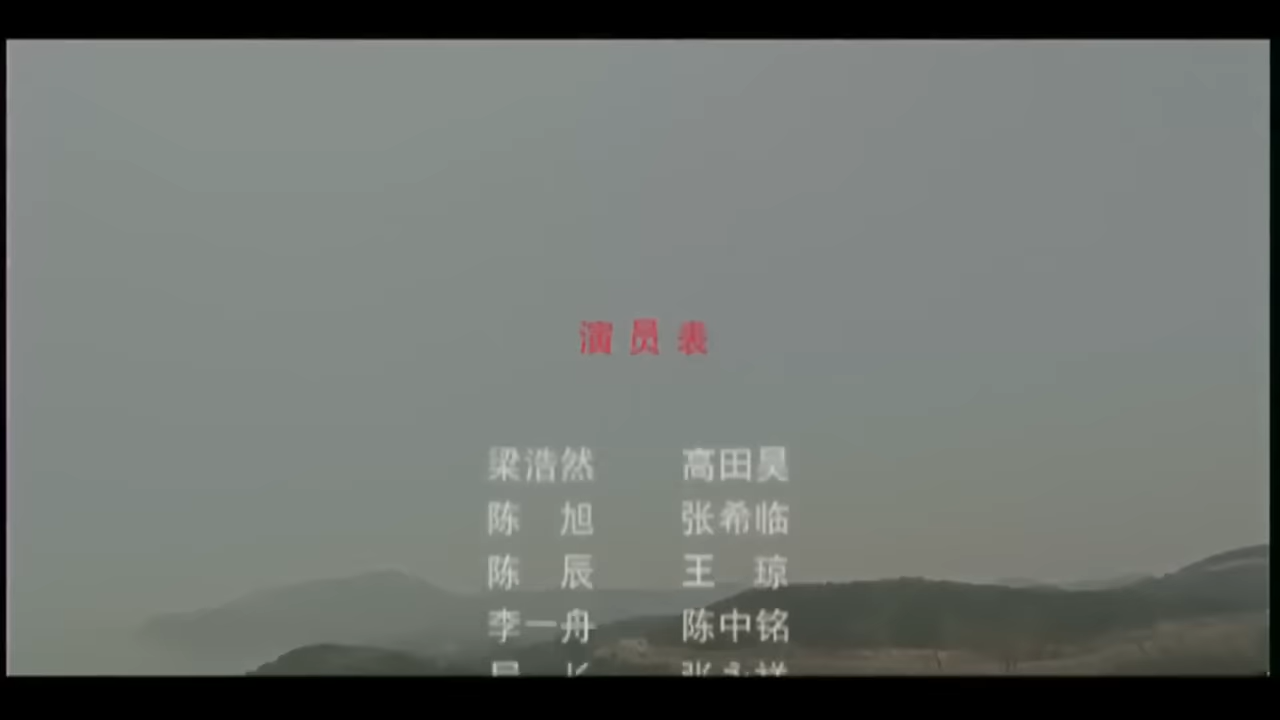 演员表
梁浩然 高田昊
陈 旭 张希临
陈 辰 王 琼
李一舟 陈中铭